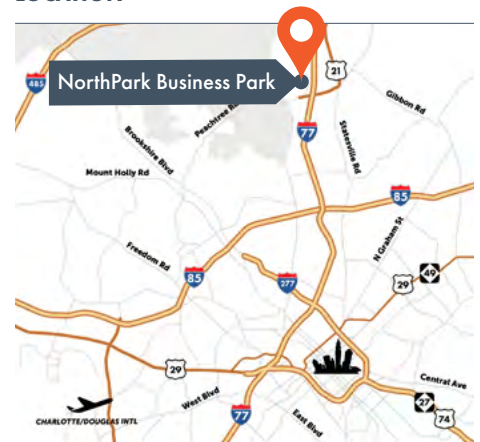 485
NorthPark Business Park
21
Gibbon Rd
Peachtree Rd
77
Statesville Rd
Brookshire Blvd
Mount Holly Rd
85
N Graham St
Freedom Rd
85
277
29
49
29
West Blvd
Central Ave
27
74
77
East Blvd
CHARLOTTE/DOUGLAS INTL